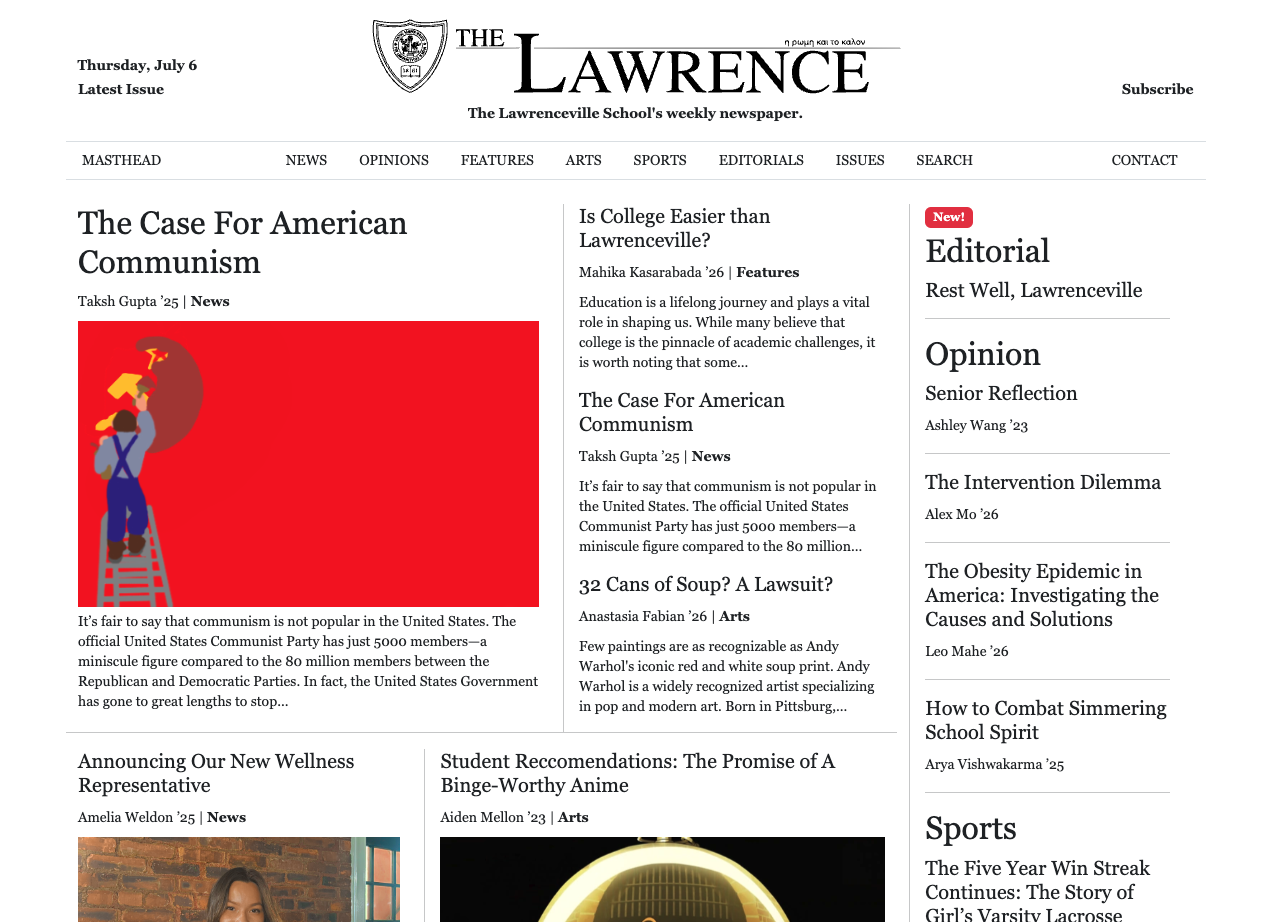 Thursday, July 6
Latest Issue
THE
LAWRENCE
η ρωμη και το καλον
1810
The Lawrenceville School's weekly newspaper.
Subscribe
MASTHEAD
NEWS
OPINIONS
FEATURES
ARTS
SPORTS
EDITORIALS
ISSUES
SEARCH
CONTACT
The Case For American
Communism
Taksh Gupta ’25 | News
It’s fair to say that communism is not popular in the United States. The
official United States Communist Party has just 5000 members—a
miniscule figure compared to the 80 million members between the
Republican and Democratic Parties. In fact, the United States Government
has gone to great lengths to stop...
Is College Easier than
Lawrenceville?
Mahika Kasarabada ’26 | Features
Education is a lifelong journey and plays a vital
role in shaping us. While many believe that
college is the pinnacle of academic challenges, it
is worth noting that some...
The Case For American
Communism
Taksh Gupta ’25 | News
It’s fair to say that communism is not popular in
the United States. The official United States
Communist Party has just 5000 members—a
miniscule figure compared to the 80 million...
32 Cans of Soup? A Lawsuit?
Anastasia Fabian ’26 | Arts
Few paintings are as recognizable as Andy
Warhol's iconic red and white soup print. Andy
Warhol is a widely recognized artist specializing
in pop and modern art. Born in Pittsburg,...
New!
Editorial
Rest Well, Lawrenceville
Opinion
Senior Reflection
Ashley Wang ’23
The Intervention Dilemma
Alex Mo ’26
The Obesity Epidemic in
America: Investigating the
Causes and Solutions
Leo Mahe ’26
How to Combat Simmering
School Spirit
Arya Vishwakarma ’25
Sports
The Five Year Win Streak
Continues: The Story of
Girl’s Varsity Lacrosse
Announcing Our New Wellness
Representative
Amelia Weldon ’25 | News
Student Reccomendations: The Promise of A
Binge-Worthy Anime
Aiden Mellon ’23 | Arts